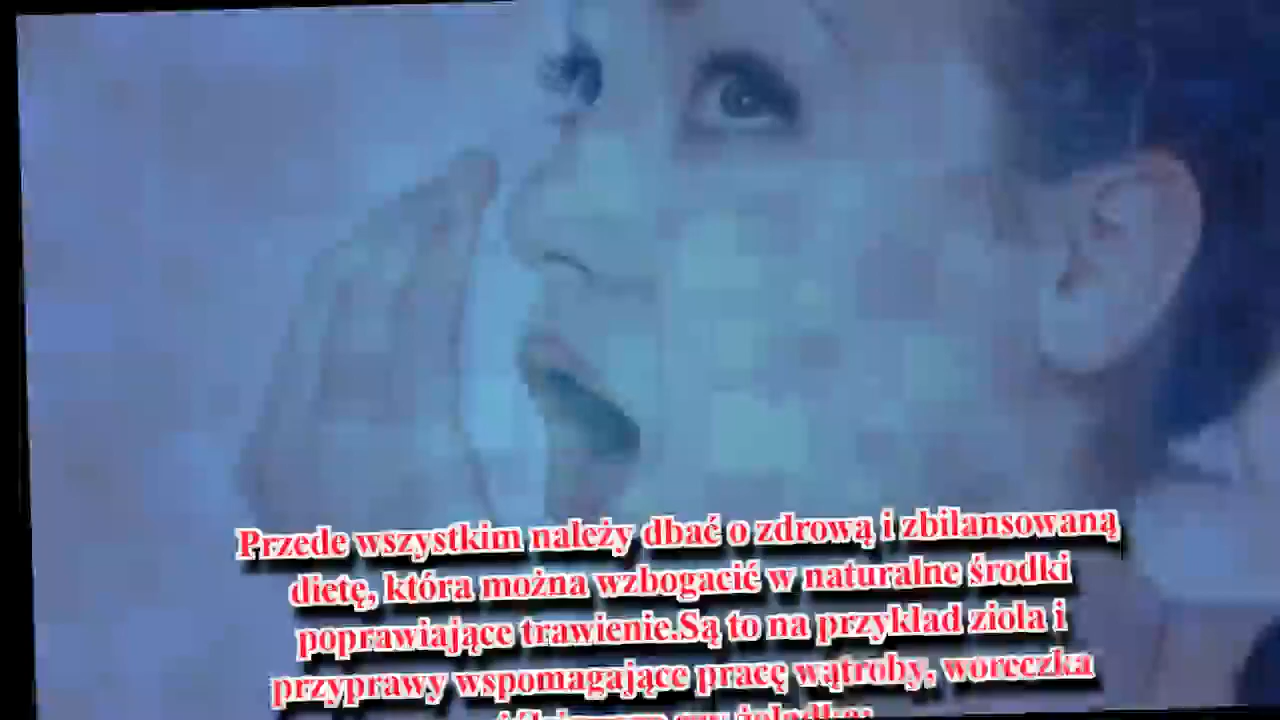 Przede wszystkim należy dbać o zdrową i zbilansowaną
dietę, która można wzbogacić w naturalne środki
poprawiające trawienie.Są to na przykład zioła i
przyprawy wspomagające pracę wątroby, woreczka